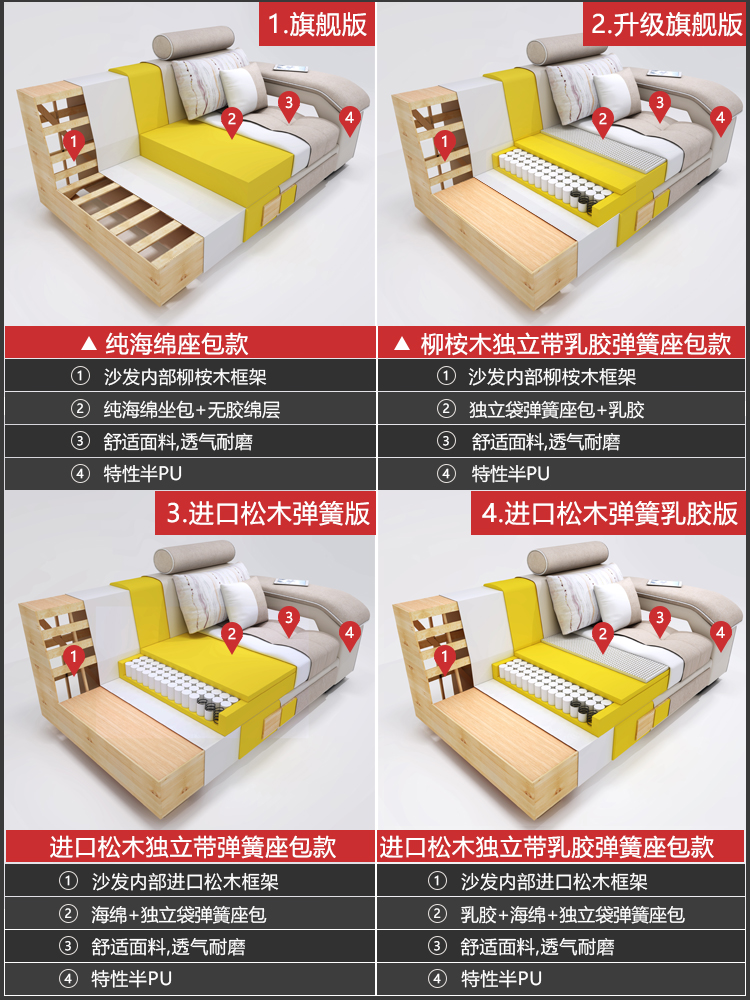 1.旗舰版
1
2
3
4
▲ 纯海绵座包款
① 沙发内部柳桉木框架
② 纯海绵坐包+无胶绵层
③ 舒适面料,透气耐磨
④ 特性半PU
2.升级旗舰版
1
2
3
4
▲ 柳桉木独立带乳胶弹簧座包款
① 沙发内部柳桉木框架
② 独立袋弹簧座包+乳胶
③ 舒适面料,透气耐磨
④ 特性半PU
3.进口松木弹簧版
1
2
3
4
进口松木独立带弹簧座包款
① 沙发内部进口松木框架
② 海绵+独立袋弹簧座包
③ 舒适面料,透气耐磨
④ 特性半PU
4.进口松木弹簧乳胶版
1
2
3
4
进口松木独立带乳胶弹簧座包款
① 沙发内部进口松木框架
② 乳胶+海绵+独立袋弹簧座包
③ 舒适面料,透气耐磨
④ 特性半PU